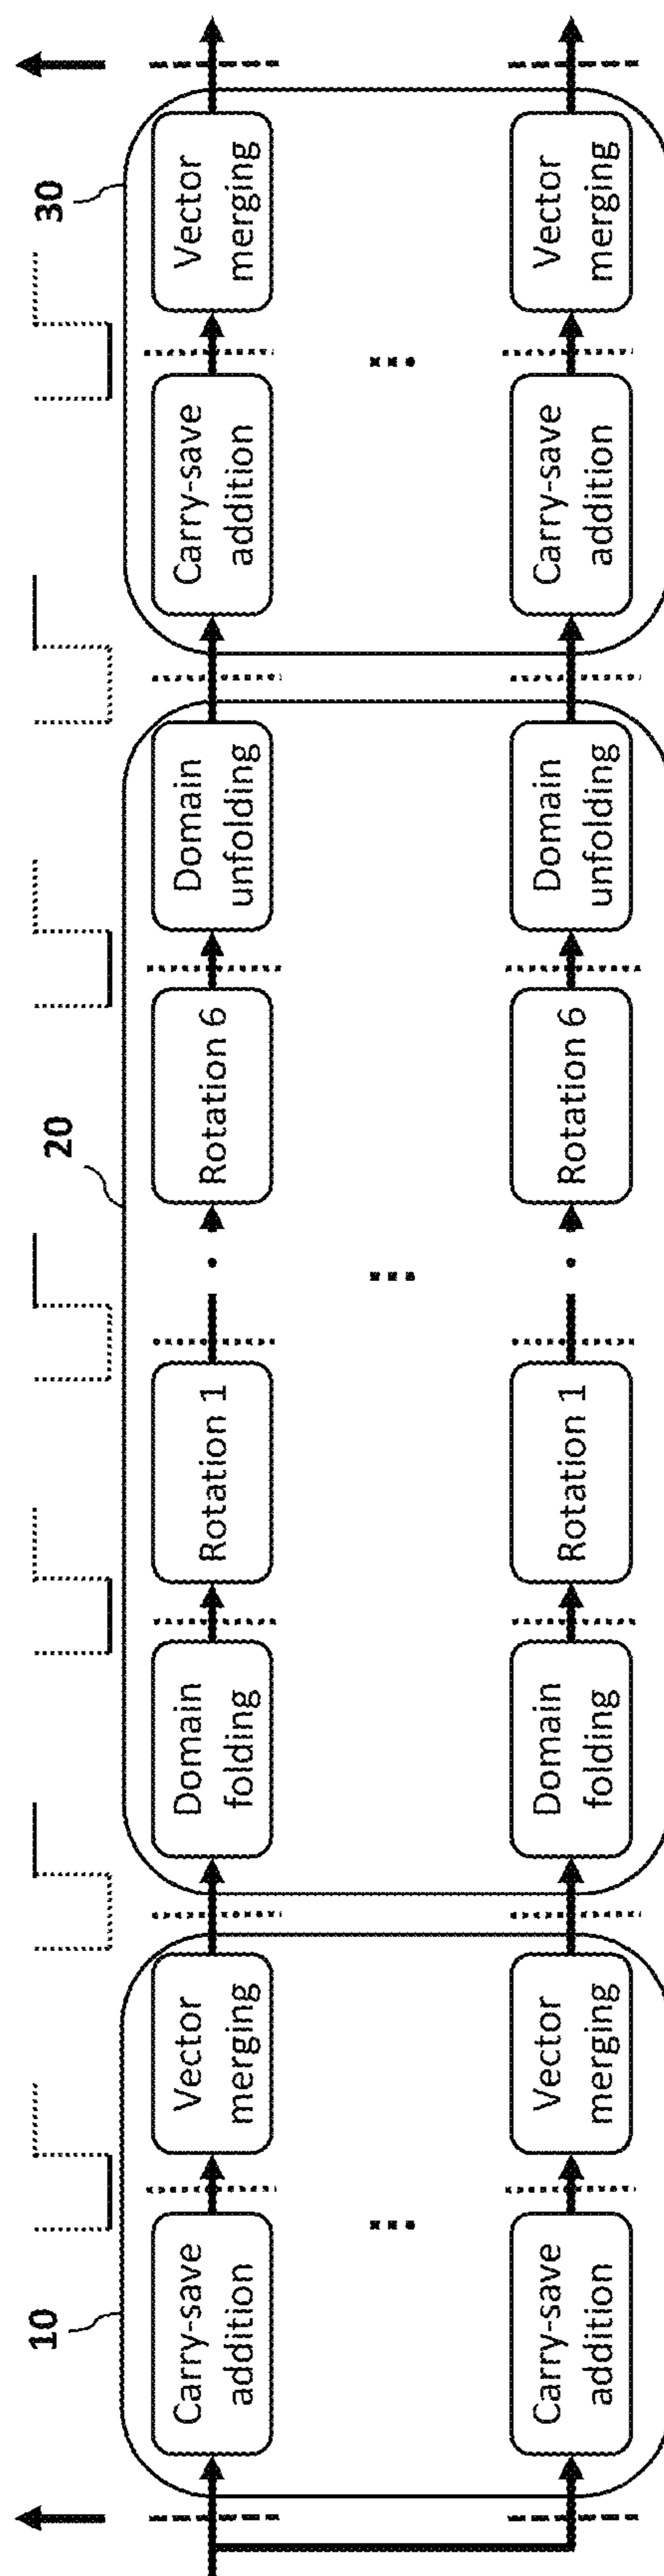 10
20
30
Carry-save
addition
Vector
merging
Domain
folding
Rotation 1
Rotation 6
Domain
unfolding
Carry-save
addition
Vector
merging
Carry-save
addition
Vector
merging
Domain
folding
Rotation 1
Rotation 6
Domain
unfolding
Carry-save
addition
Vector
merging